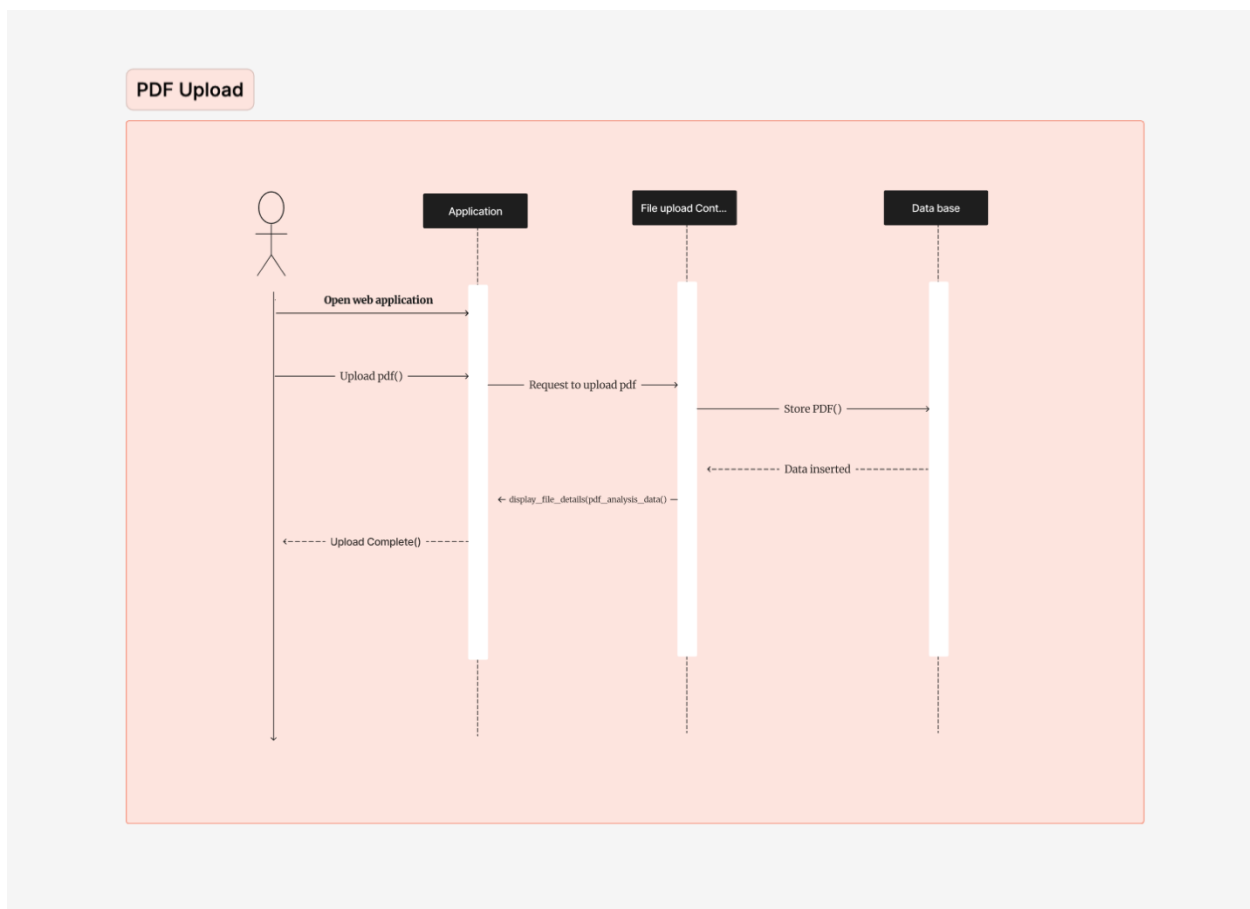 PDF Upload
Application
File upload Cont...
Data base
Open web application
Upload pdf()
Request to upload pdf
Store PDF()
Data inserted
display_file_details(pdf_analysis_data()
Upload Complete()